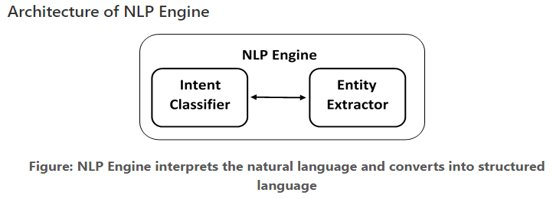 Architecture of NLP Engine
NLP Engine
Intent
Classifier
Entity
Extractor
Figure: NLP Engine interprets the natural language and converts into structured
language